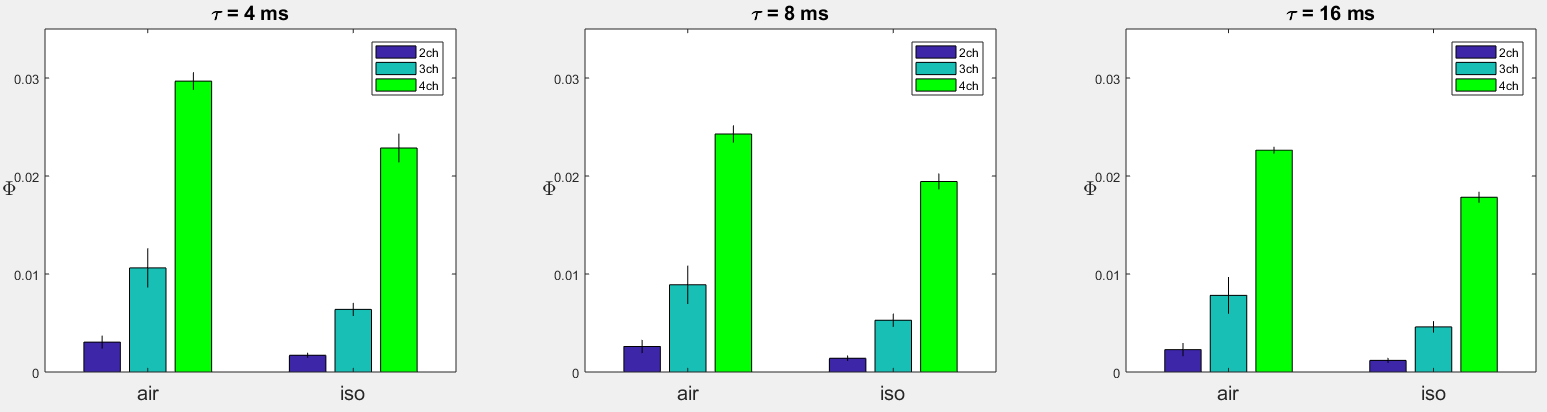 τ = 4 ms
2ch
3ch
4ch
0.03
0.02
0.01
0
Φ
air iso
τ = 8 ms
2ch
3ch
4ch
0.03
0.02
0.01
0
Φ
air iso
τ = 16 ms
2ch
3ch
4ch
0.03
0.02
0.01
0
Φ
air iso